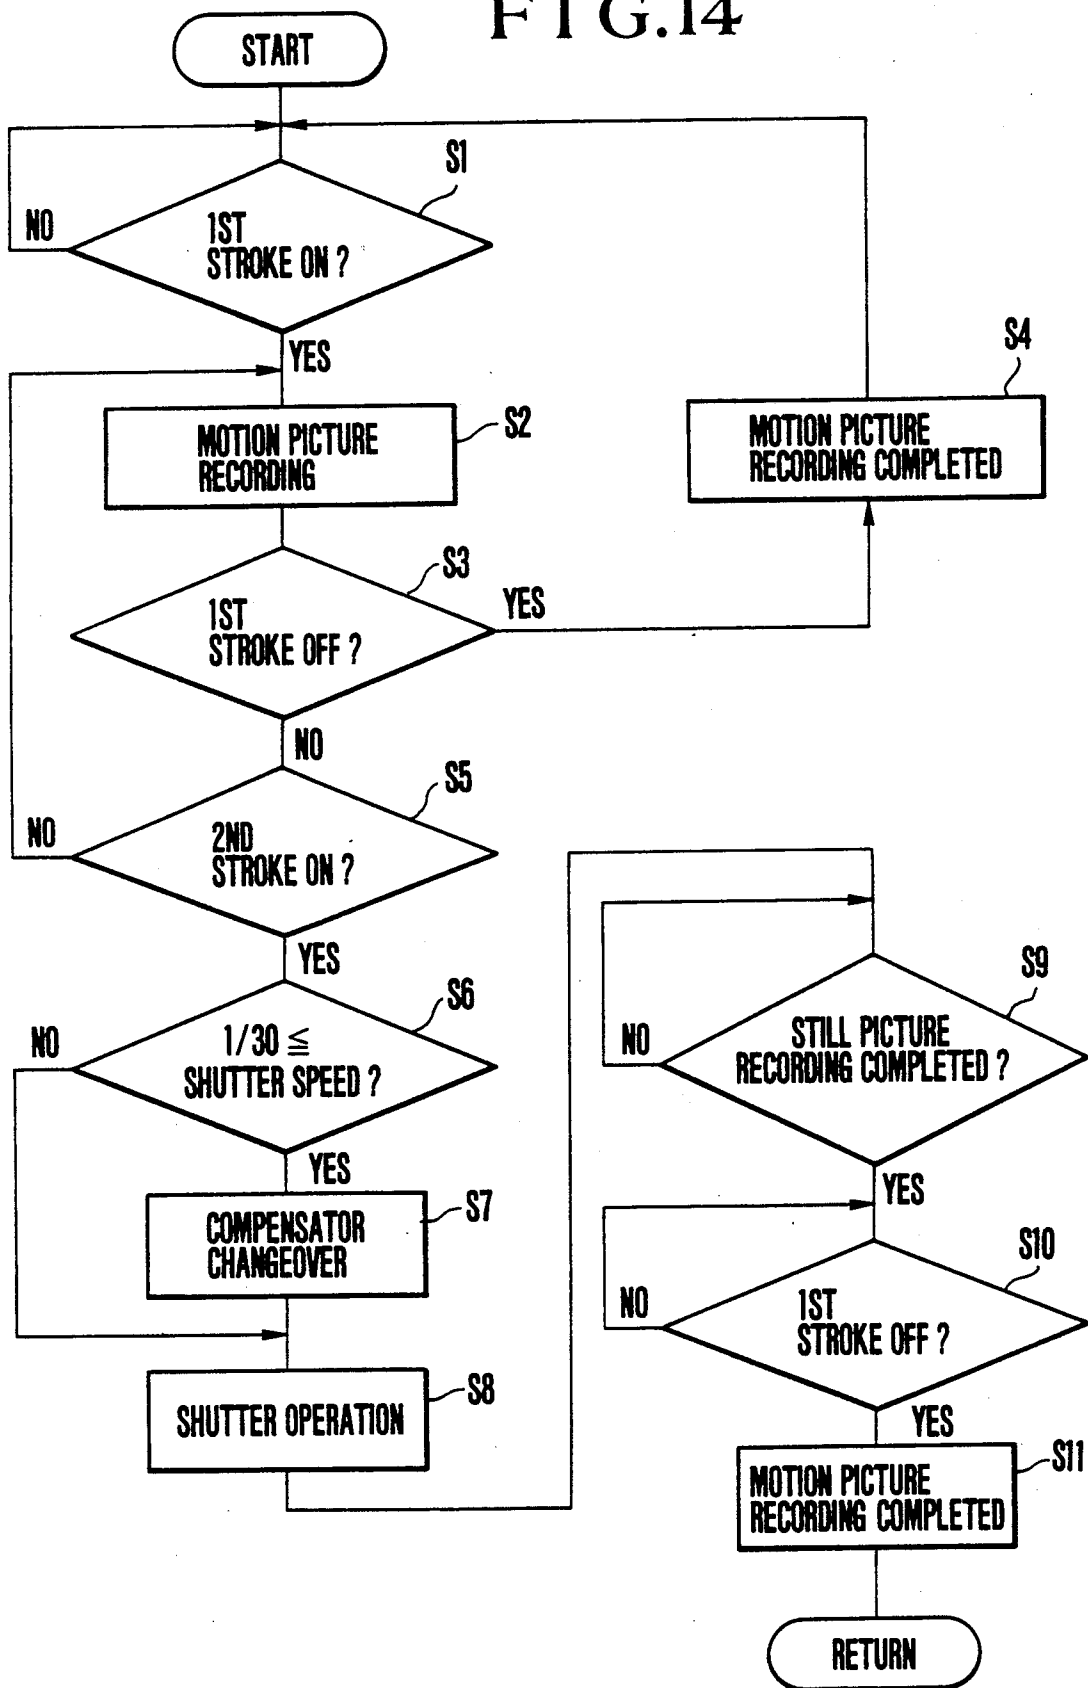 FIG.14
START
S1
NO
1ST
STROKE ON ?
YES
S4
S2
MOTION PICTURE
RECORDING
MOTION PICTURE
RECORDING COMPLETED
S3
YES
1ST
STROKE OFF ?
NO
S5
NO
2ND
STROKE ON ?
YES
S6
NO
1/30 ≦
SHUTTER SPEED ?
YES
S7
COMPENSATOR
CHANGEOVER
S8
SHUTTER OPERATION
S9
NO
STILL PICTURE
RECORDING COMPLETED ?
YES
S10
NO
1ST
STROKE OFF ?
YES
S11
MOTION PICTURE
RECORDING COMPLETED
RETURN